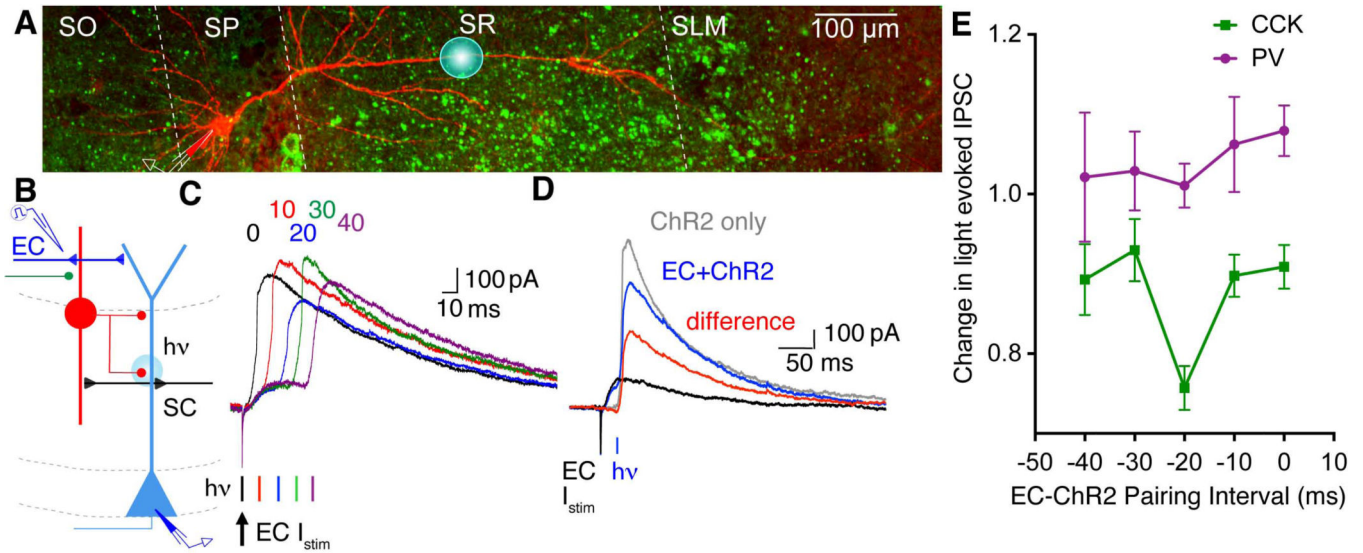 A
SO
SP
SR
SLM
100 µm
B
EC
hν
SC
C
0
10
20
30
40
100 pA
10 ms
hν
EC I_stim
D
ChR2 only
EC+ChR2
difference
100 pA
50 ms
EC
I_stim
hν
E
CCK
PV
Change in light evoked IPSC
1.2
1.0
0.8
-50 -40 -30 -20 -10 0 10
EC-ChR2 Pairing Interval (ms)